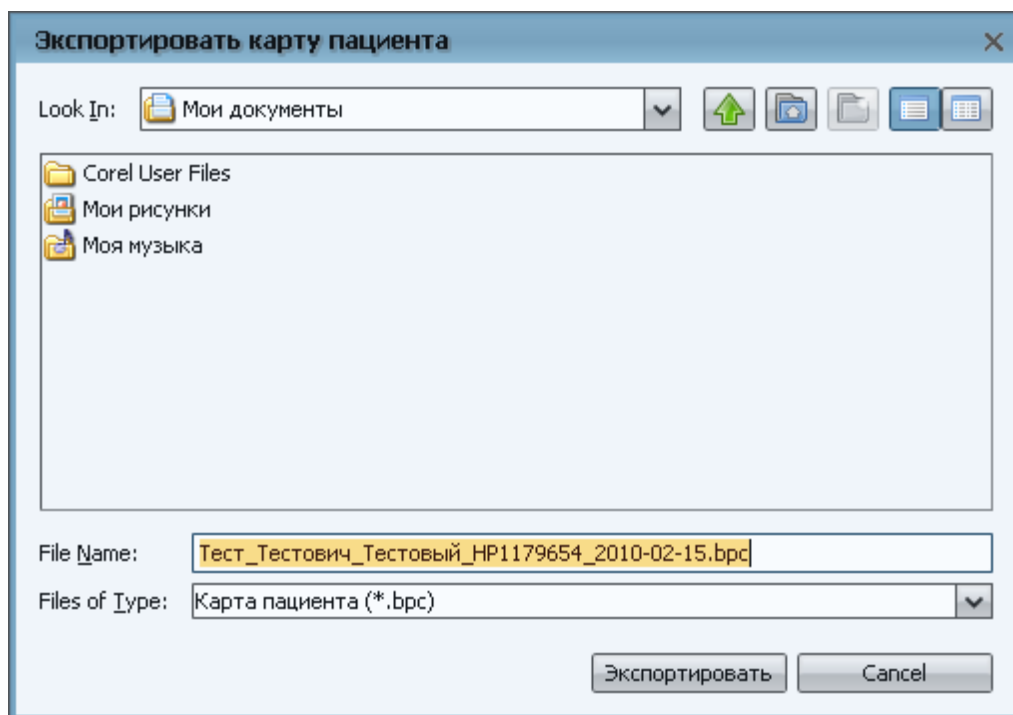 Экспортировать карту пациента
Look In: Мои документы
Corel User Files
Мои рисунки
Моя музыка
File Name: Тест_Тестович_Тестовый_HP1179654_2010-02-15.bpc
Files of Type: Карта пациента (*.bpc)
Экспортировать Cancel